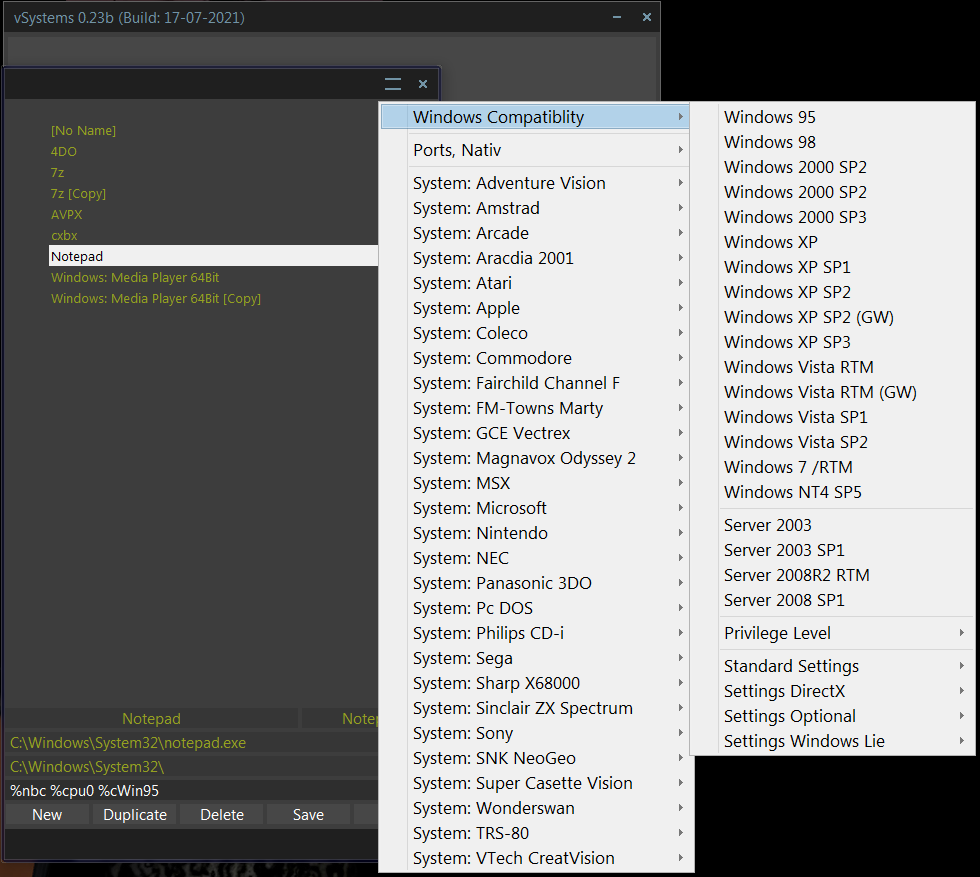 vSystems 0.23b (Build: 17-07-2021)
[No Name]
4DO
7z
7z [Copy]
AVPX
cxbx
Notepad
Windows: Media Player 64Bit
Windows: Media Player 64Bit [Copy]
Notepad
Notep
C:\Windows\System32\notepad.exe
C:\Windows\System32\
%nbc %cpu0 %cWin95
New
Duplicate
Delete
Save
Windows Compatiblity
Ports, Nativ
System: Adventure Vision
System: Amstrad
System: Arcade
System: Aracdia 2001
System: Atari
System: Apple
System: Coleco
System: Commodore
System: Fairchild Channel F
System: FM-Towns Marty
System: GCE Vectrex
System: Magnavox Odyssey 2
System: MSX
System: Microsoft
System: Nintendo
System: NEC
System: Panasonic 3DO
System: Pc DOS
System: Philips CD-i
System: Sega
System: Sharp X68000
System: Sinclair ZX Spectrum
System: Sony
System: SNK NeoGeo
System: Super Casette Vision
System: Wonderswan
System: TRS-80
System: VTech CreatVision
Windows 95
Windows 98
Windows 2000 SP2
Windows 2000 SP2
Windows 2000 SP3
Windows XP
Windows XP SP1
Windows XP SP2
Windows XP SP2 (GW)
Windows XP SP3
Windows Vista RTM
Windows Vista RTM (GW)
Windows Vista SP1
Windows Vista SP2
Windows 7 /RTM
Windows NT4 SP5
Server 2003
Server 2003 SP1
Server 2008R2 RTM
Server 2008 SP1
Privilege Level
Standard Settings
Settings DirectX
Settings Optional
Settings Windows Lie